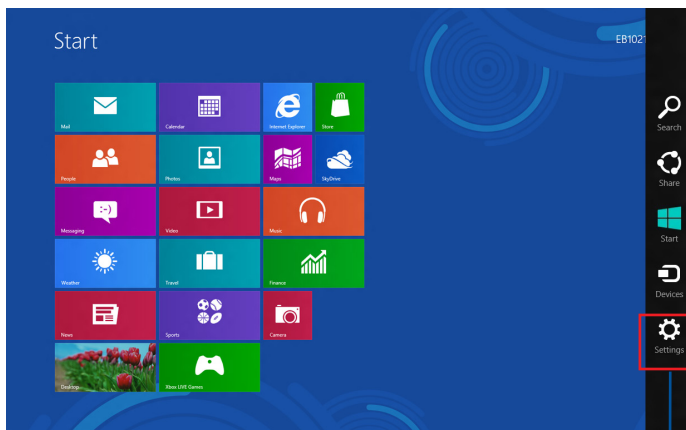 Start
EB1021
Mail
Calendar
Internet Explorer
Store
People
Photos
Maps
SkyDrive
:-)
Messaging
Video
Music
Weather
Travel
Finance
News
Sports
Camera
Desktop
Xbox LIVE Games
Search
Share
Start
Devices
Settings